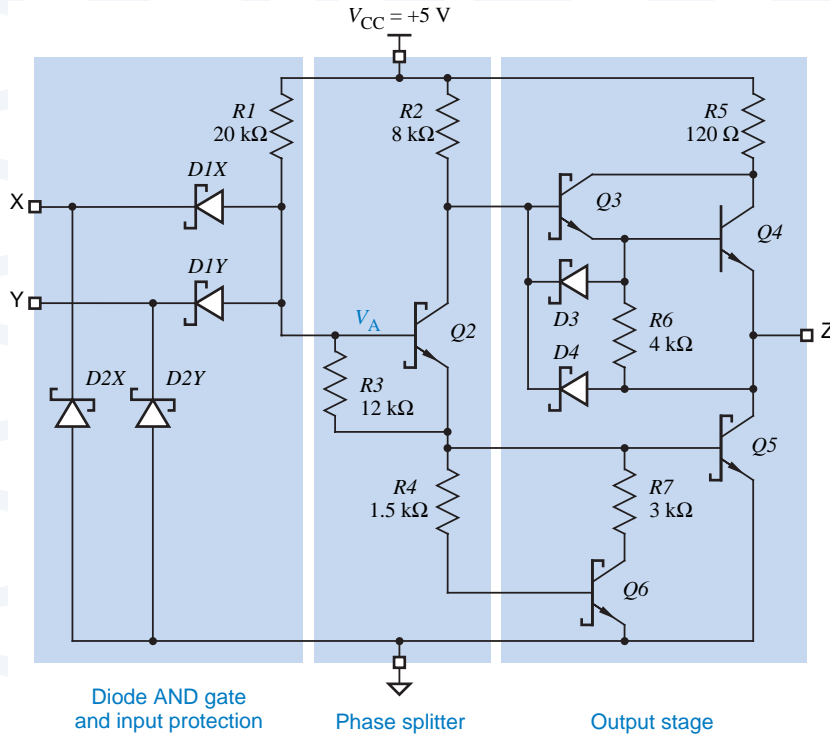 VCC = +5 V
R1
20 kΩ
R2
8 kΩ
R5
120 Ω
D1X
X
Q3
Q4
D1Y
Y
VA
Q2
D3
R6
4 kΩ
Z
D4
D2X
D2Y
R3
12 kΩ
Q5
R4
1.5 kΩ
R7
3 kΩ
Q6
Diode AND gate
and input protection
Phase splitter
Output stage